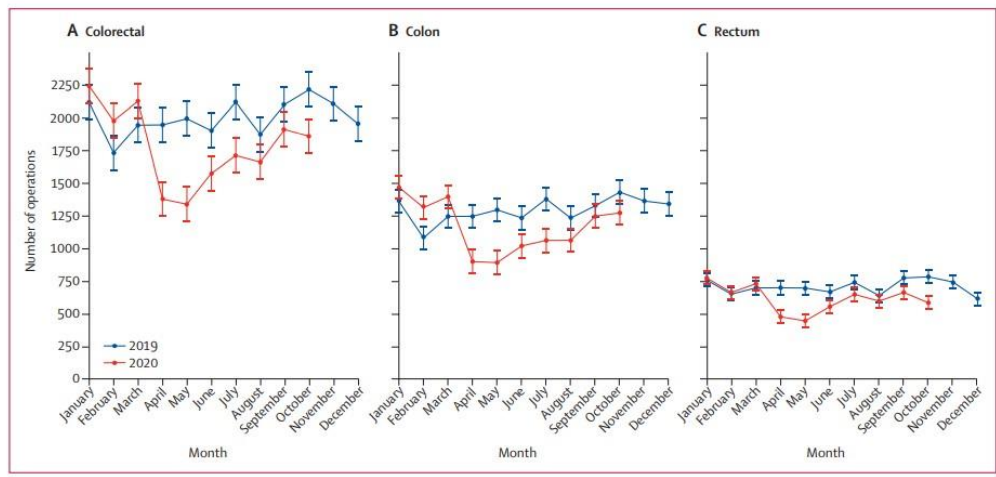 A Colorectal
B Colon
C Rectum
Number of operations
2250
2000
1750
1500
1250
1000
750
500
250
0
2019
2020
January
February
March
April
May
June
July
August
September
October
November
December
Month
January
February
March
April
May
June
July
August
September
October
November
December
Month
January
February
March
April
May
June
July
August
September
October
November
December
Month